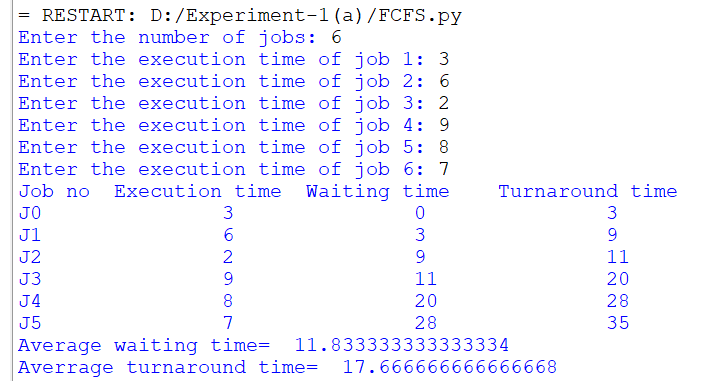 = RESTART: D:/Experiment-1(a)/FCFS.py
Enter the number of jobs: 6
Enter the execution time of job 1: 3
Enter the execution time of job 2: 6
Enter the execution time of job 3: 2
Enter the execution time of job 4: 9
Enter the execution time of job 5: 8
Enter the execution time of job 6: 7
Job no  Execution time  Waiting time    Turnaround time
J0               3               0               3
J1               6               3               9
J2               2               9               11
J3               9               11              20
J4               8               20              28
J5               7               28              35
Average waiting time=  11.833333333333334
Averrage turnaround time=  17.666666666666668